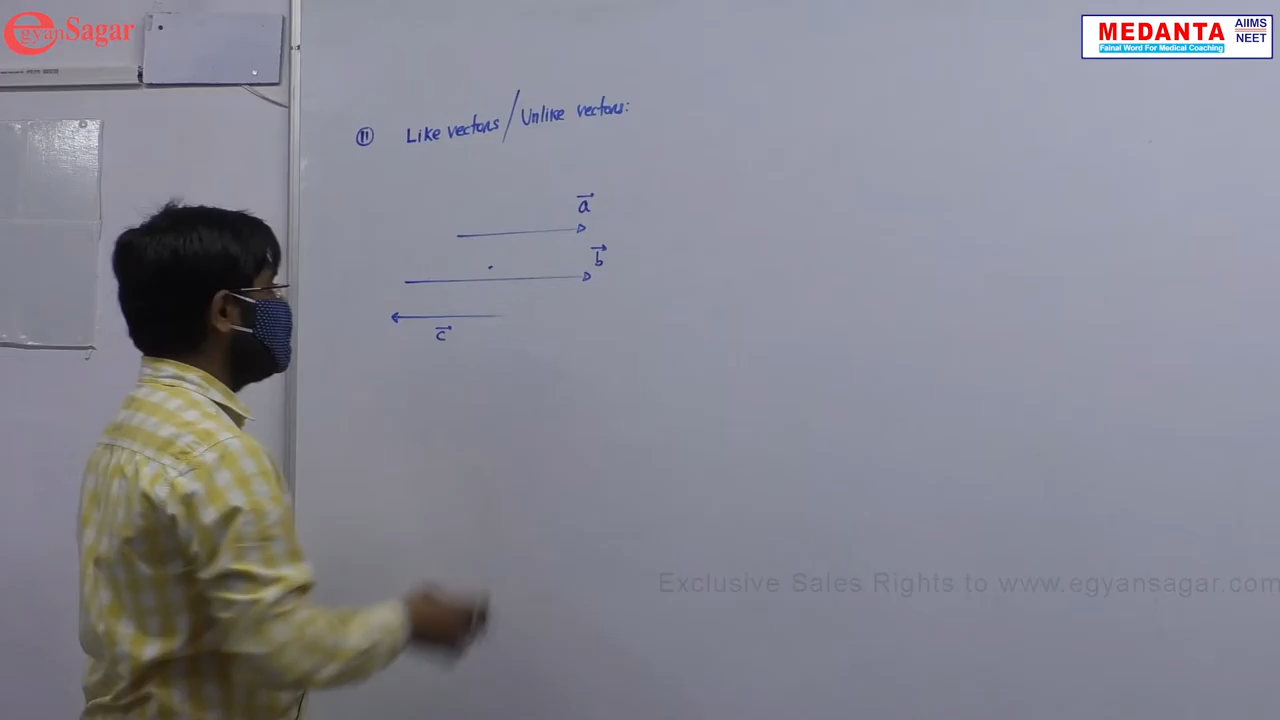 egyanSagar
MEDANTA
AIIMS
NEET
Fainal Word For Medical Coaching
11 Like vectors / Unlike vectors:
a
b
c
Exclusive Sales Rights to www.egyansagar.com